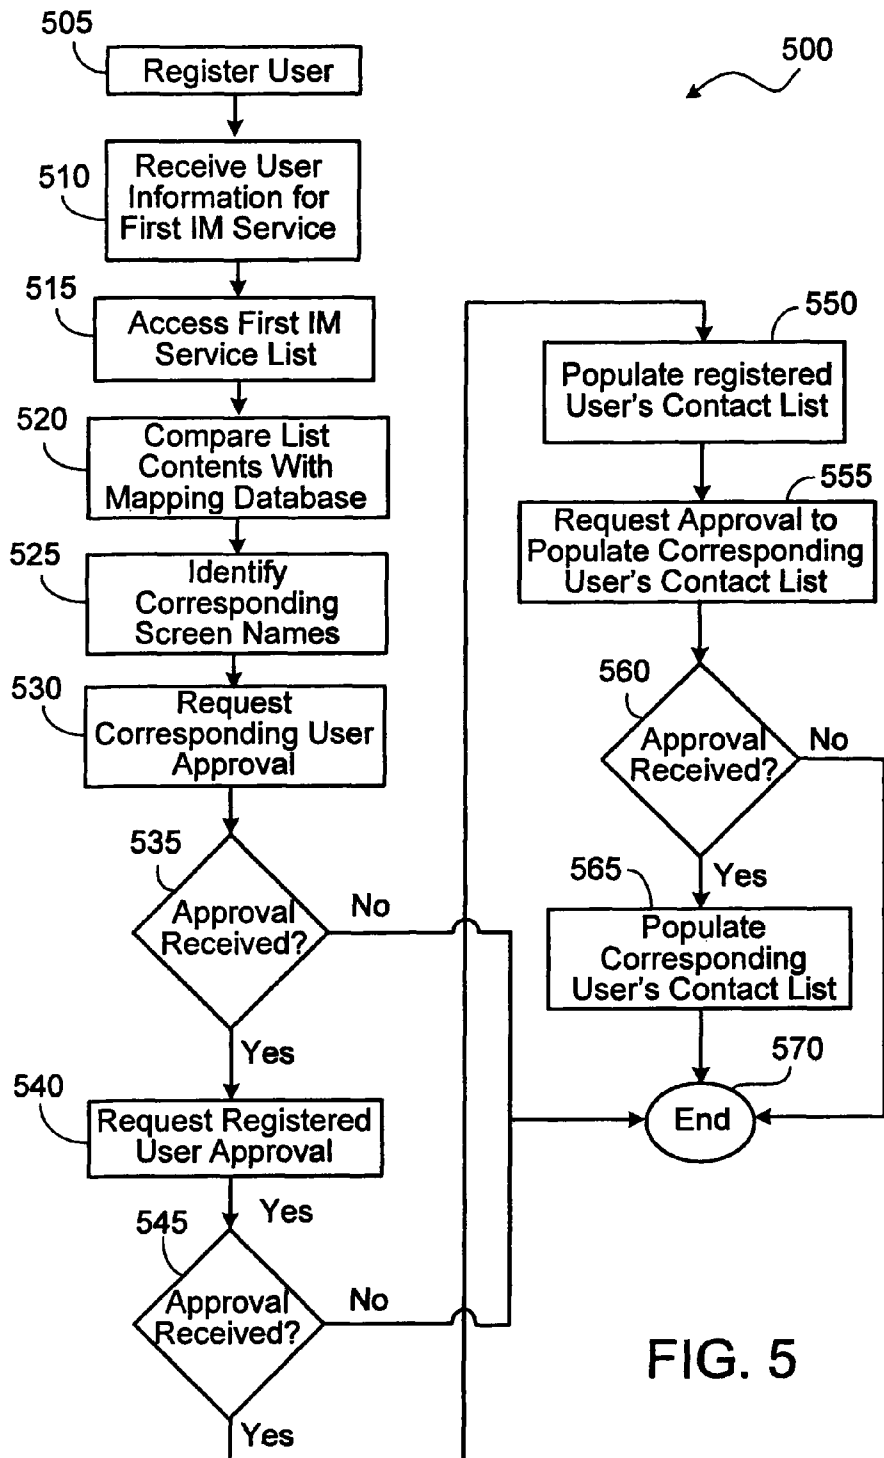 505
Register User
500
510
Receive User
Information for
First IM Service
515
Access First IM
Service List
520
Compare List
Contents With
Mapping Database
525
Identify
Corresponding
Screen Names
530
Request
Corresponding User
Approval
535
Approval
Received?
No
Yes
540
Request Registered
User Approval
Yes
545
Approval
Received?
No
Yes
550
Populate registered
User's Contact List
555
Request Approval to
Populate Corresponding
User's Contact List
560
Approval
Received?
No
Yes
565
Populate
Corresponding
User's Contact List
570
End
FIG. 5